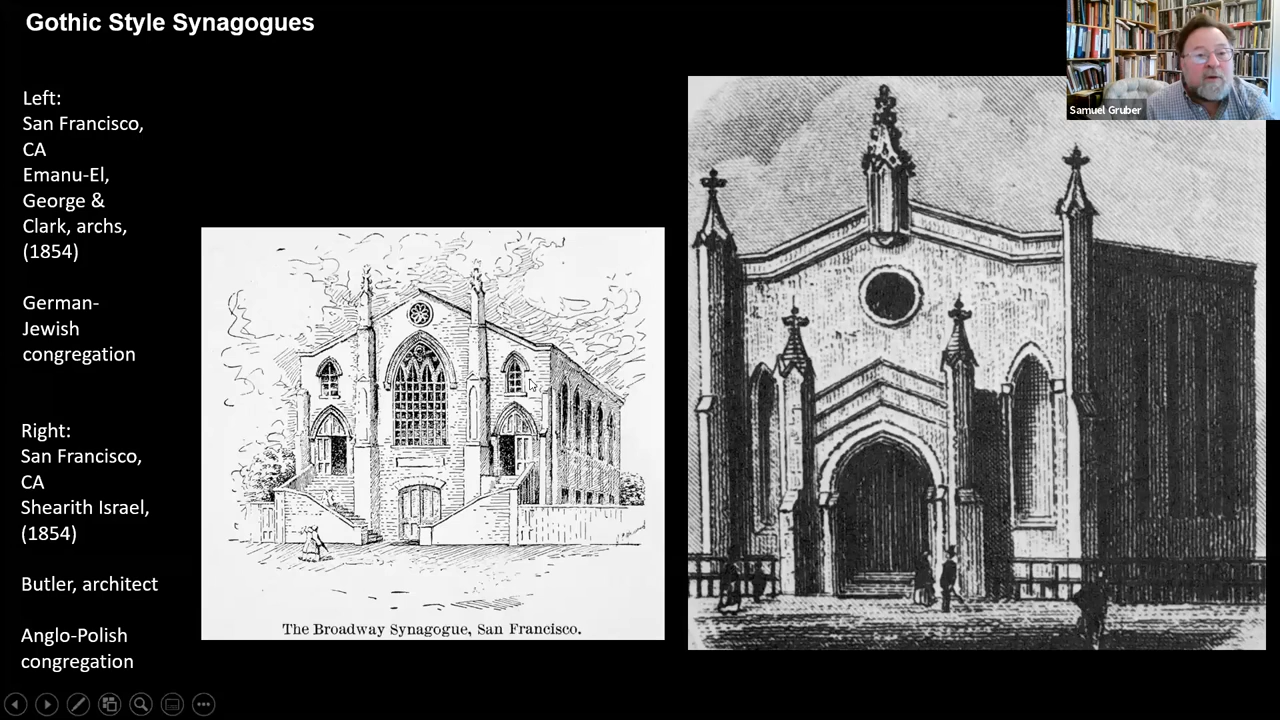 Gothic Style Synagogues
Samuel Gruber
Left:
San Francisco,
CA
Emanu-El,
George &
Clark, archs,
(1854)
German-
Jewish
congregation
Right:
San Francisco,
CA
Shearith Israel,
(1854)
Butler, architect
Anglo-Polish
congregation
The Broadway Synagogue, San Francisco.